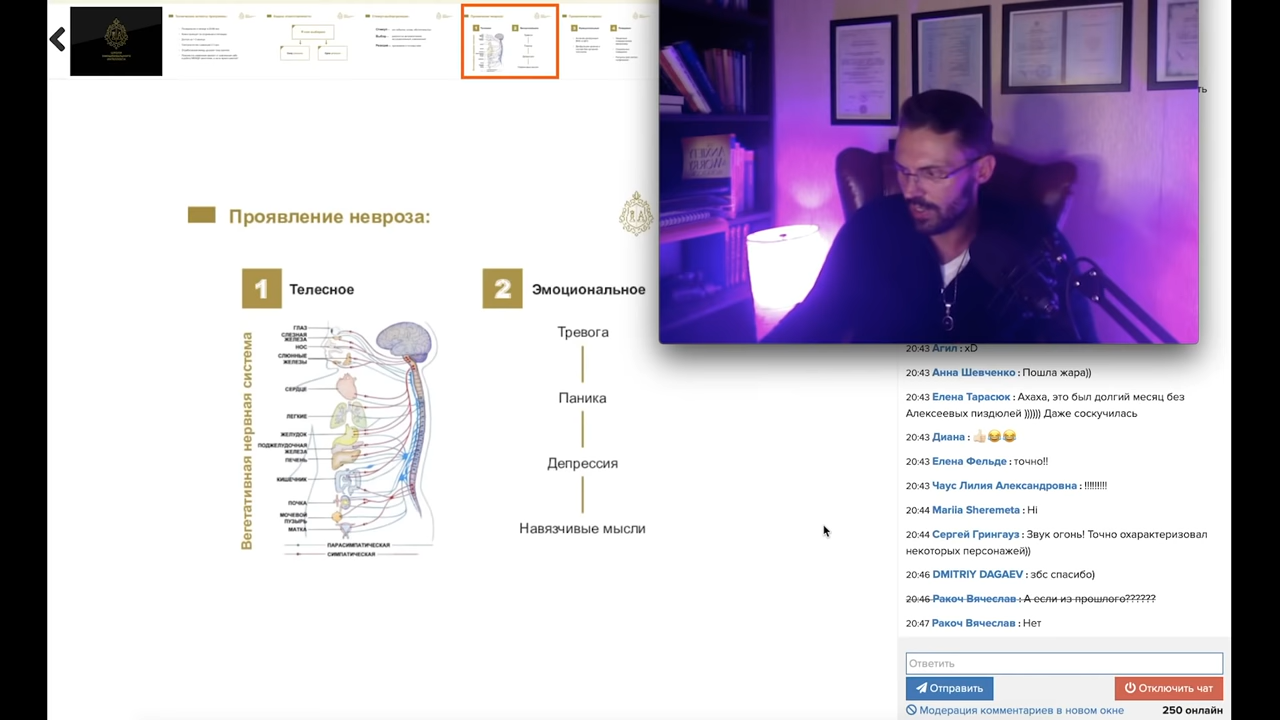 ть
Проявление невроза:
1 Телесное
2 Эмоциональное
Вегетативная нервная система
ГЛАЗ
СЛЕЗНАЯ
ЖЕЛЕЗА
НОС
СЛЮННЫЕ
ЖЕЛЕЗЫ
СЕРДЦЕ
ЛЕГКИЕ
ЖЕЛУДОК
ПОДЖЕЛУДОЧНАЯ
ЖЕЛЕЗА
ПЕЧЕНЬ
КИШЕЧНИК
ПОЧКА
МОЧЕВОЙ
ПУЗЫРЬ
МАТКА
ПАРАСИМПАТИЧЕСКАЯ
СИМПАТИЧЕСКАЯ
Тревога
Паника
Депрессия
Навязчивые мысли
20:43 Агил : xD
20:43 Анна Шевченко : Пошла жара))
20:43 Елена Тарасюк : Ахаха, это был долгий месяц без
Алексеевых пиздюлей )))))) Даже соскучилась
20:43 Диана : 👍🏻😂😂
20:43 Елена Фельде : точно!!
20:43 Чаус Лилия Александровна : !!!!!!!!!
20:44 Mariia Sheremeta : Hi
20:44 Сергей Грингауз : Звук огонь! Точно охарактеризовал
некоторых персонажей))
20:46 DMITRIY DAGAEV : збс спасибо)
20:46 Ракоч Вячеслав : А если из прошлого??????
20:47 Ракоч Вячеслав : Нет
Ответить
Отправить
Отключить чат
Модерация комментариев в новом окне
250 онлайн